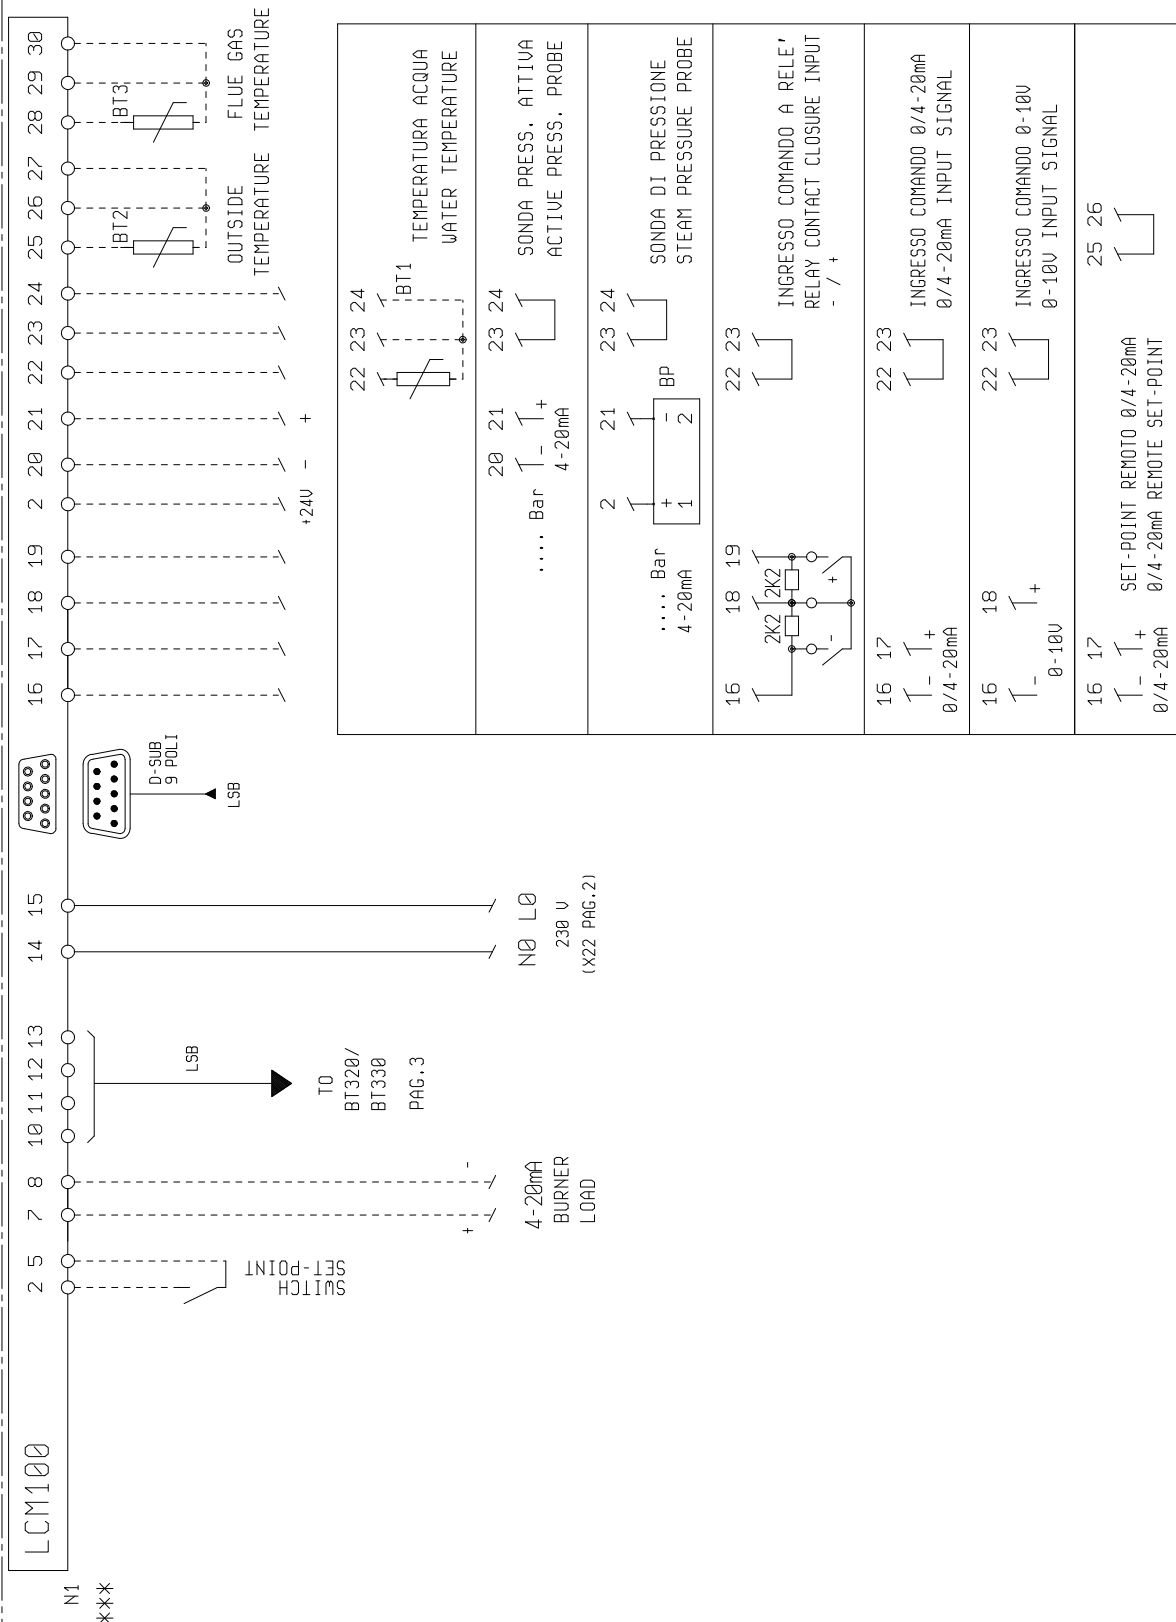 N1
***
LCM100
2 5 7 8 10 11 12 13 14 15 16 17 18 19 2 20 21 22 23 24 25 26 27 28 29 30
SWITCH
SET-POINT
+ -
4-20mA
BURNER
LOAD
LSB
TO
BT320/
BT330
PAG.3
N0 L0
230 V
(X22 PAG.2)
D-SUB
9 POLI
LSB
+24V - +
BT2
OUTSIDE
TEMPERATURE
BT3
FLUE GAS
TEMPERATURE
22 23 24
BT1
TEMPERATURA ACQUA
WATER TEMPERATURE
.... Bar
20 21
- +
4-20mA
23 24
SONDA PRESS. ATTIVA
ACTIVE PRESS. PROBE
.... Bar
4-20mA
2 21
+ -
1 2
BP
23 24
SONDA DI PRESSIONE
STEAM PRESSURE PROBE
16 18 19
2K2 2K2
- +
22 23
INGRESSO COMANDO A RELE'
RELAY CONTACT CLOSURE INPUT
- / +
16 17
- +
0/4-20mA
22 23
INGRESSO COMANDO 0/4-20mA
0/4-20mA INPUT SIGNAL
16 18
- +
0-10V
22 23
INGRESSO COMANDO 0-10V
0-10V INPUT SIGNAL
16 17
- +
0/4-20mA
SET-POINT REMOTO 0/4-20mA
0/4-20mA REMOTE SET-POINT
25 26